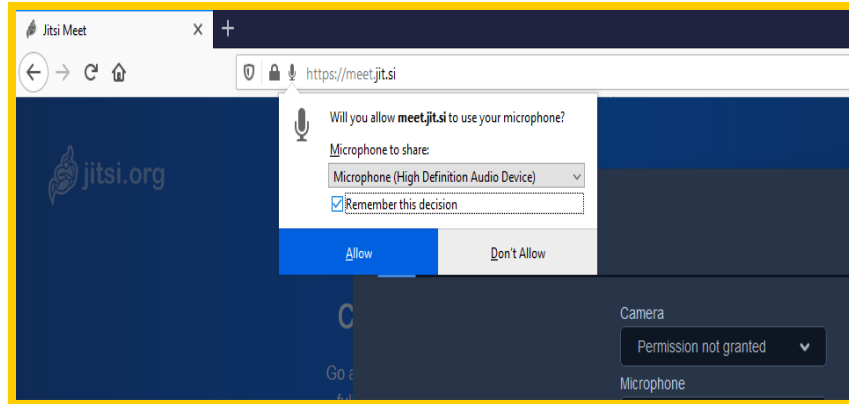 Jitsi Meet
https://meet.jit.si
Will you allow meet.jit.si to use your microphone?
Microphone to share:
Microphone (High Definition Audio Device)
Remember this decision
Allow
Don't Allow
jitsi.org
Camera
Permission not granted
Microphone
Go a